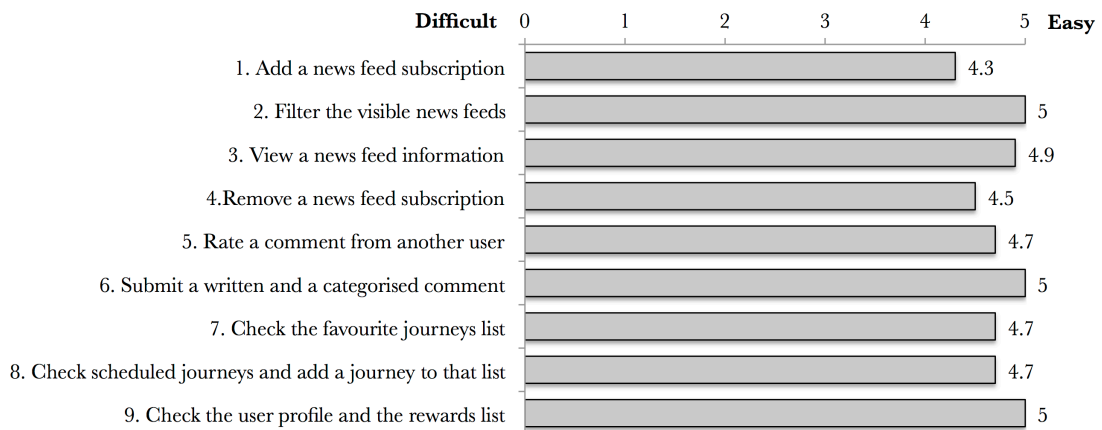 Difficult 0 1 2 3 4 5 Easy
1. Add a news feed subscription 4.3
2. Filter the visible news feeds 5
3. View a news feed information 4.9
4.Remove a news feed subscription 4.5
5. Rate a comment from another user 4.7
6. Submit a written and a categorised comment 5
7. Check the favourite journeys list 4.7
8. Check scheduled journeys and add a journey to that list 4.7
9. Check the user profile and the rewards list 5